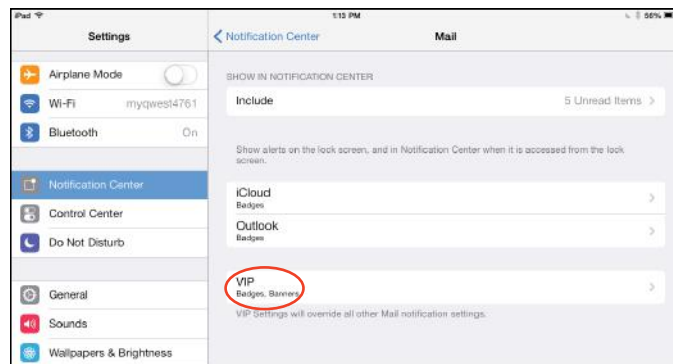 iPad 1:13 PM 56%
Settings
Notification Center Mail
Airplane Mode
Wi-Fi myqwest4761
Bluetooth On
Notification Center
Control Center
Do Not Disturb
General
Sounds
Wallpapers & Brightness
SHOW IN NOTIFICATION CENTER
Include 5 Unread Items
Show alerts on the lock screen, and in Notification Center when it is accessed from the lock
screen.
iCloud
Badges
Outlook
Badges
VIP
Badges, Banners
VIP Settings will override all other Mail notification settings.